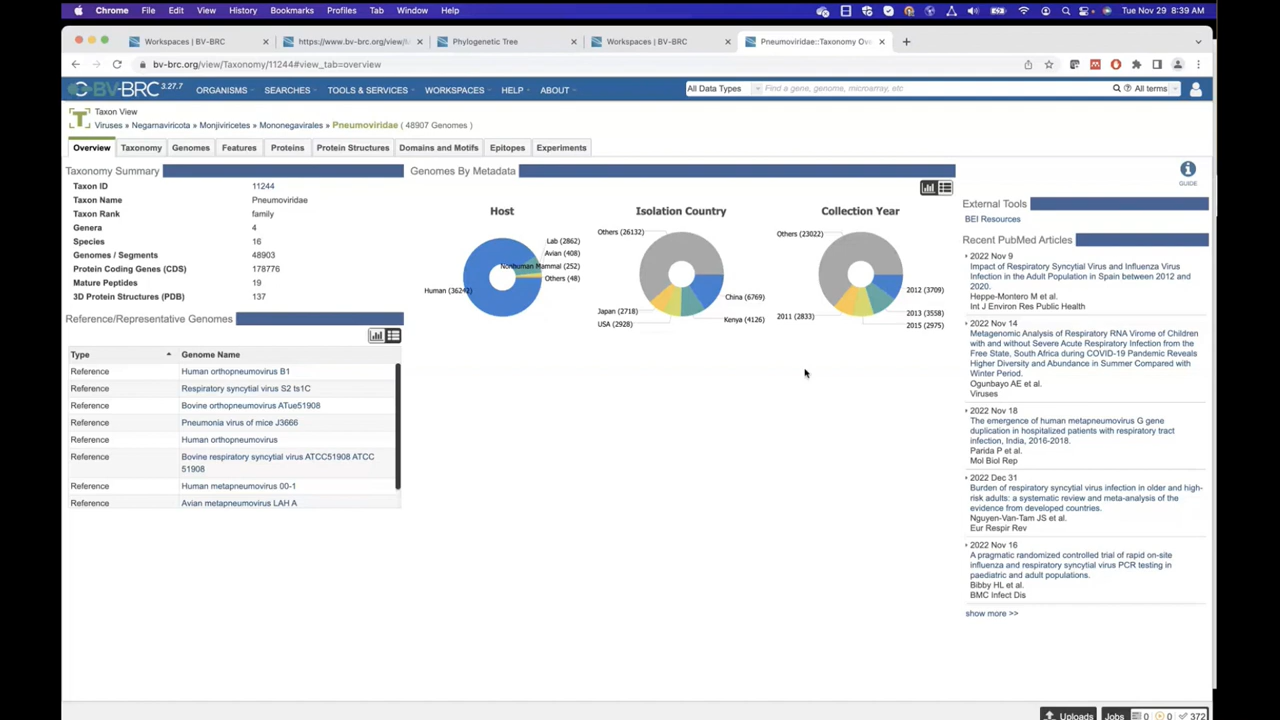 Chrome File Edit View History Bookmarks Profiles Tab Window Help Tue Nov 29 8:39 AM
Workspaces | BV-BRC https://www.bv-brc.org/view/ Phylogenetic Tree Workspaces | BV-BRC Pneumoviridae::Taxonomy Ov
bv-brc.org/view/Taxonomy/11244#view_tab=overview
BV-BRC 3.27.7 ORGANISMS SEARCHES TOOLS & SERVICES WORKSPACES HELP ABOUT All Data Types Find a gene, genome, microarray, etc All terms
Taxon View
Viruses » Negarnaviricota » Monjiviricetes » Mononegavirales » Pneumoviridae ( 48907 Genomes )
Overview Taxonomy Genomes Features Proteins Protein Structures Domains and Motifs Epitopes Experiments
Taxonomy Summary
Taxon ID 11244
Taxon Name Pneumoviridae
Taxon Rank family
Genera 4
Species 16
Genomes / Segments 48903
Protein Coding Genes (CDS) 178776
Mature Peptides 19
3D Protein Structures (PDB) 137
Reference/Representative Genomes
Type Genome Name
Reference Human orthopneumovirus B1
Reference Respiratory syncytial virus S2 ts1C
Reference Bovine orthopneumovirus ATue51908
Reference Pneumonia virus of mice J3666
Reference Human orthopneumovirus
Reference Bovine respiratory syncytial virus ATCC51908 ATCC
51908
Reference Human metapneumovirus 00-1
Reference Avian metapneumovirus LAH A
Genomes By Metadata
Host
Lab (2862)
Avian (408)
Nonhuman Mammal (252)
Others (48)
Human (36242)
Isolation Country
Others (26132)
China (6769)
Japan (2718)
Kenya (4126)
USA (2928)
Collection Year
Others (23022)
2012 (3709)
2013 (3558)
2011 (2833)
2015 (2975)
GUIDE
External Tools
BEI Resources
Recent PubMed Articles
2022 Nov 9
Impact of Respiratory Syncytial Virus and Influenza Virus
Infection in the Adult Population in Spain between 2012 and
2020.
Heppe-Montero M et al.
Int J Environ Res Public Health
2022 Nov 14
Metagenomic Analysis of Respiratory RNA Virome of Children
with and without Severe Acute Respiratory Infection from the
Free State, South Africa during COVID-19 Pandemic Reveals
Higher Diversity and Abundance in Summer Compared with
Winter Period.
Ogunbayo AE et al.
Viruses
2022 Nov 18
The emergence of human metapneumovirus G gene
duplication in hospitalized patients with respiratory tract
infection, India, 2016-2018.
Parida P et al.
Mol Biol Rep
2022 Dec 31
Burden of respiratory syncytial virus infection in older and high-
risk adults: a systematic review and meta-analysis of the
evidence from developed countries.
Nguyen-Van-Tam JS et al.
Eur Respir Rev
2022 Nov 16
A pragmatic randomized controlled trial of rapid on-site
influenza and respiratory syncytial virus PCR testing in
paediatric and adult populations.
Bibby HL et al.
BMC Infect Dis
show more >>
Uploads Jobs 0 0 372